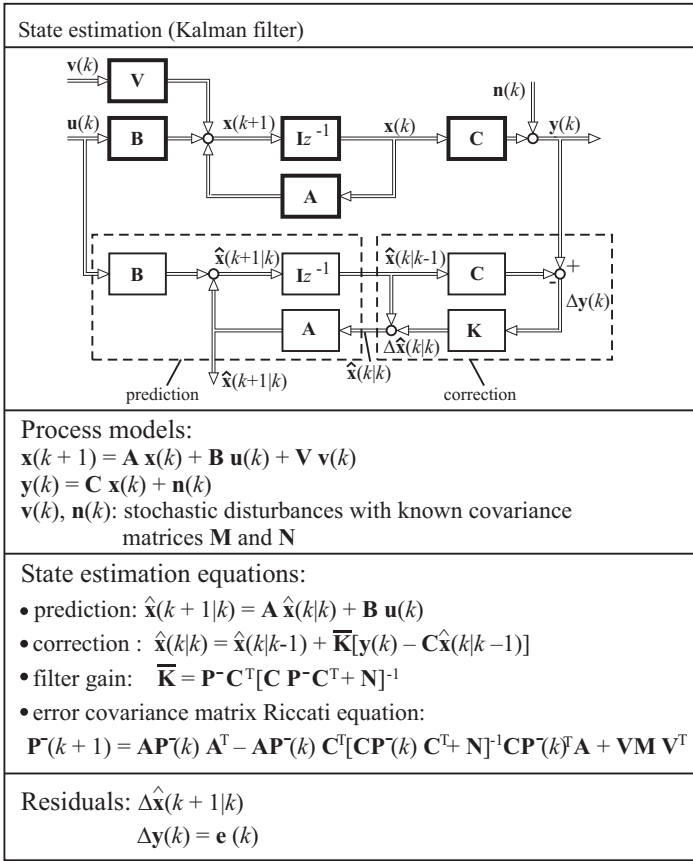 State estimation (Kalman filter)
v(k)
V
n(k)
u(k)
B
x(k+1)
Iz⁻¹
x(k)
C
y(k)
A
B
x̂(k+1|k)
Iz⁻¹
x̂(k|k-1)
C
+
-
Δy(k)
A
K
Δx̂(k|k)
x̂(k|k)
x̂(k+1|k)
prediction
correction
Process models:
x(k + 1) = A x(k) + B u(k) + V v(k)
y(k) = C x(k) + n(k)
v(k), n(k): stochastic disturbances with known covariance
matrices M and N
State estimation equations:
• prediction: x̂(k + 1|k) = A x̂(k|k) + B u(k)
• correction : x̂(k|k) = x̂(k|k-1) + K̅[y(k) – Cx̂(k|k –1)]
• filter gain: K̅ = P⁻Cᵀ[C P⁻Cᵀ + N]⁻¹
• error covariance matrix Riccati equation:
P⁻(k + 1) = AP⁻(k) Aᵀ – AP⁻(k) Cᵀ[CP⁻(k) Cᵀ + N]⁻¹CP⁻(k)ᵀA + VM Vᵀ
Residuals: Δx̂(k + 1|k)
Δy(k) = e (k)